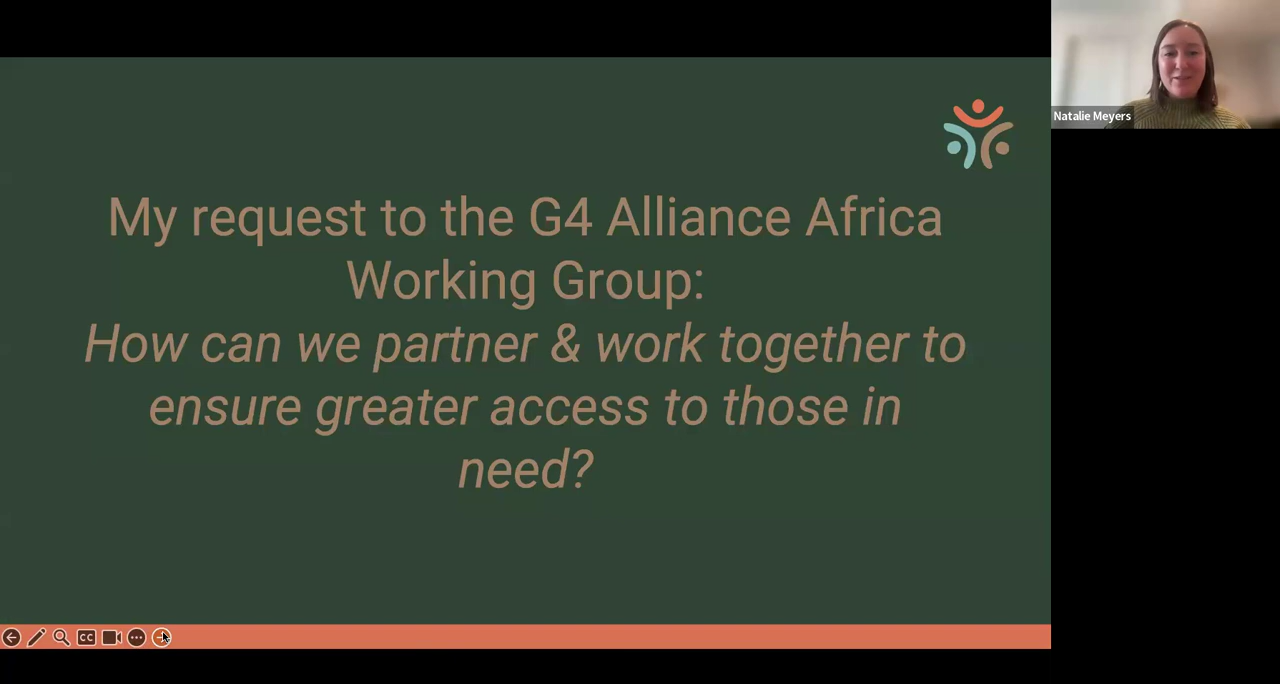 My request to the G4 Alliance Africa
Working Group:
How can we partner & work together to
ensure greater access to those in
need?
Natalie Meyers
CC